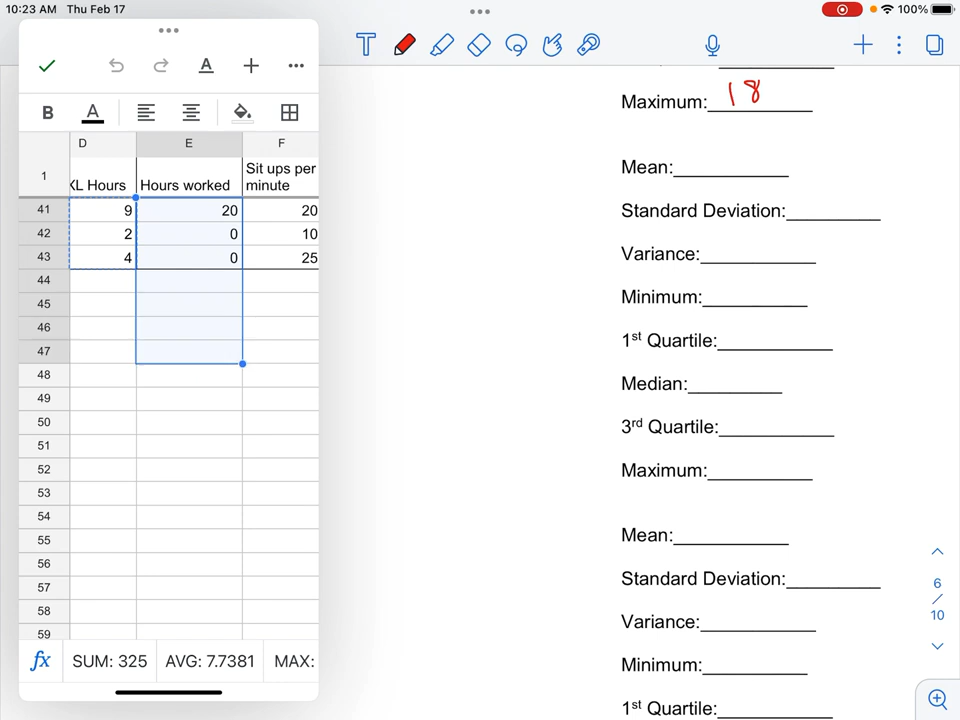 10:23 AM Thu Feb 17
100%
T
A
B A
D E F
1 XL Hours Hours worked Sit ups per minute
41 9 20 20
42 2 0 10
43 4 0 25
44
45
46
47
48
49
50
51
52
53
54
55
56
57
58
59
fx SUM: 325 AVG: 7.7381 MAX:
Maximum: 18
Mean:
Standard Deviation:
Variance:
Minimum:
1st Quartile:
Median:
3rd Quartile:
Maximum:
Mean:
Standard Deviation:
Variance:
Minimum:
1st Quartile:
6
/
10